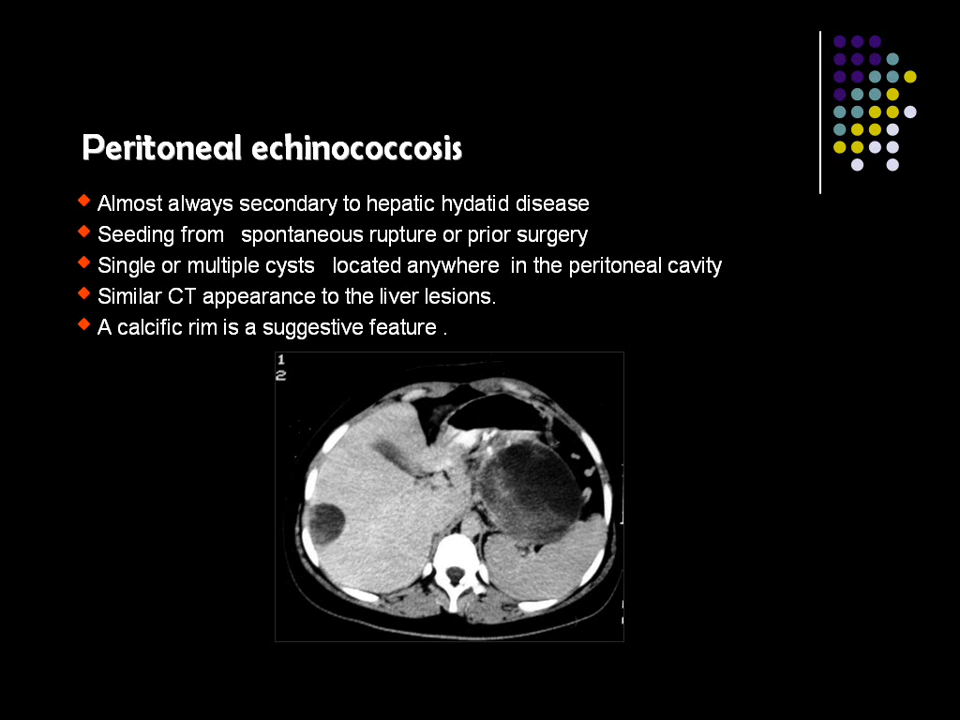 Peritoneal echinococcosis
Almost always secondary to hepatic hydatid disease
Seeding from spontaneous rupture or prior surgery
Single or multiple cysts located anywhere in the peritoneal cavity
Similar CT appearance to the liver lesions.
A calcific rim is a suggestive feature .
1
2